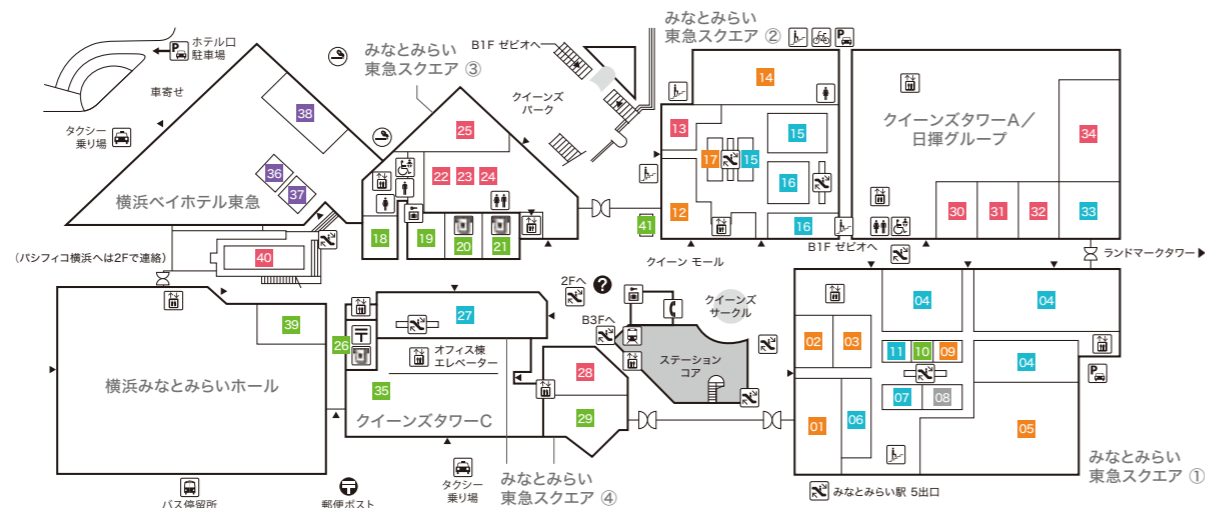 ホテル口
駐車場
車寄せ
タクシー
乗り場
みなとみらい
東急スクエア ③
B1F ゼビオへ
クイーンズ
パーク
みなとみらい
東急スクエア ②
クイーンズタワーA／
日揮グループ
横浜ベイホテル東急
38
36
37
25
22
23
24
18
19
20
21
14
13
15
17
15
16
12
16
41
34
30
31
32
33
B1F ゼビオへ
クイーン モール
ランドマークタワー
（パシフィコ横浜へは2Fで連絡）
40
39
横浜みなとみらいホール
26
27
オフィス棟
エレベーター
35
クイーンズタワーC
28
29
2Fへ
?
B3Fへ
クイーンズ
サークル
ステーション
コア
04
04
02
03
11
10
09
04
07
08
01
06
05
みなとみらい
東急スクエア ①
みなとみらい
東急スクエア ④
タクシー
乗り場
バス停留所
郵便ポスト
みなとみらい駅 5出口